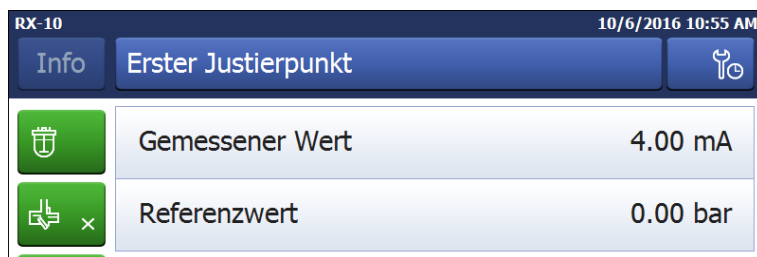 RX-10 10/6/2016 10:55 AM
Info Erster Justierpunkt
Gemessener Wert 4.00 mA
Referenzwert 0.00 bar